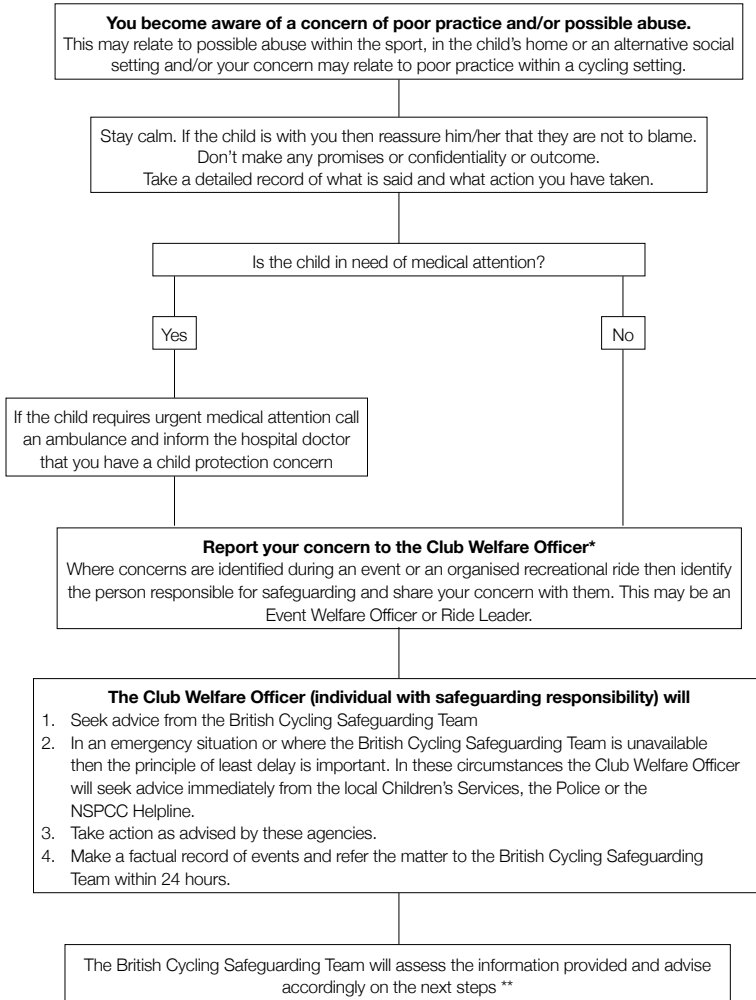 You become aware of a concern of poor practice and/or possible abuse.
This may relate to possible abuse within the sport, in the child's home or an alternative social
setting and/or your concern may relate to poor practice within a cycling setting.
Stay calm. If the child is with you then reassure him/her that they are not to blame.
Don't make any promises or confidentiality or outcome.
Take a detailed record of what is said and what action you have taken.
Is the child in need of medical attention?
Yes
No
If the child requires urgent medical attention call
an ambulance and inform the hospital doctor
that you have a child protection concern
Report your concern to the Club Welfare Officer*
Where concerns are identified during an event or an organised recreational ride then identify
the person responsible for safeguarding and share your concern with them. This may be an
Event Welfare Officer or Ride Leader.
The Club Welfare Officer (individual with safeguarding responsibility) will
1. Seek advice from the British Cycling Safeguarding Team
2. In an emergency situation or where the British Cycling Safeguarding Team is unavailable
then the principle of least delay is important. In these circumstances the Club Welfare Officer
will seek advice immediately from the local Children's Services, the Police or the
NSPCC Helpline.
3. Take action as advised by these agencies.
4. Make a factual record of events and refer the matter to the British Cycling Safeguarding
Team within 24 hours.
The British Cycling Safeguarding Team will assess the information provided and advise
accordingly on the next steps **